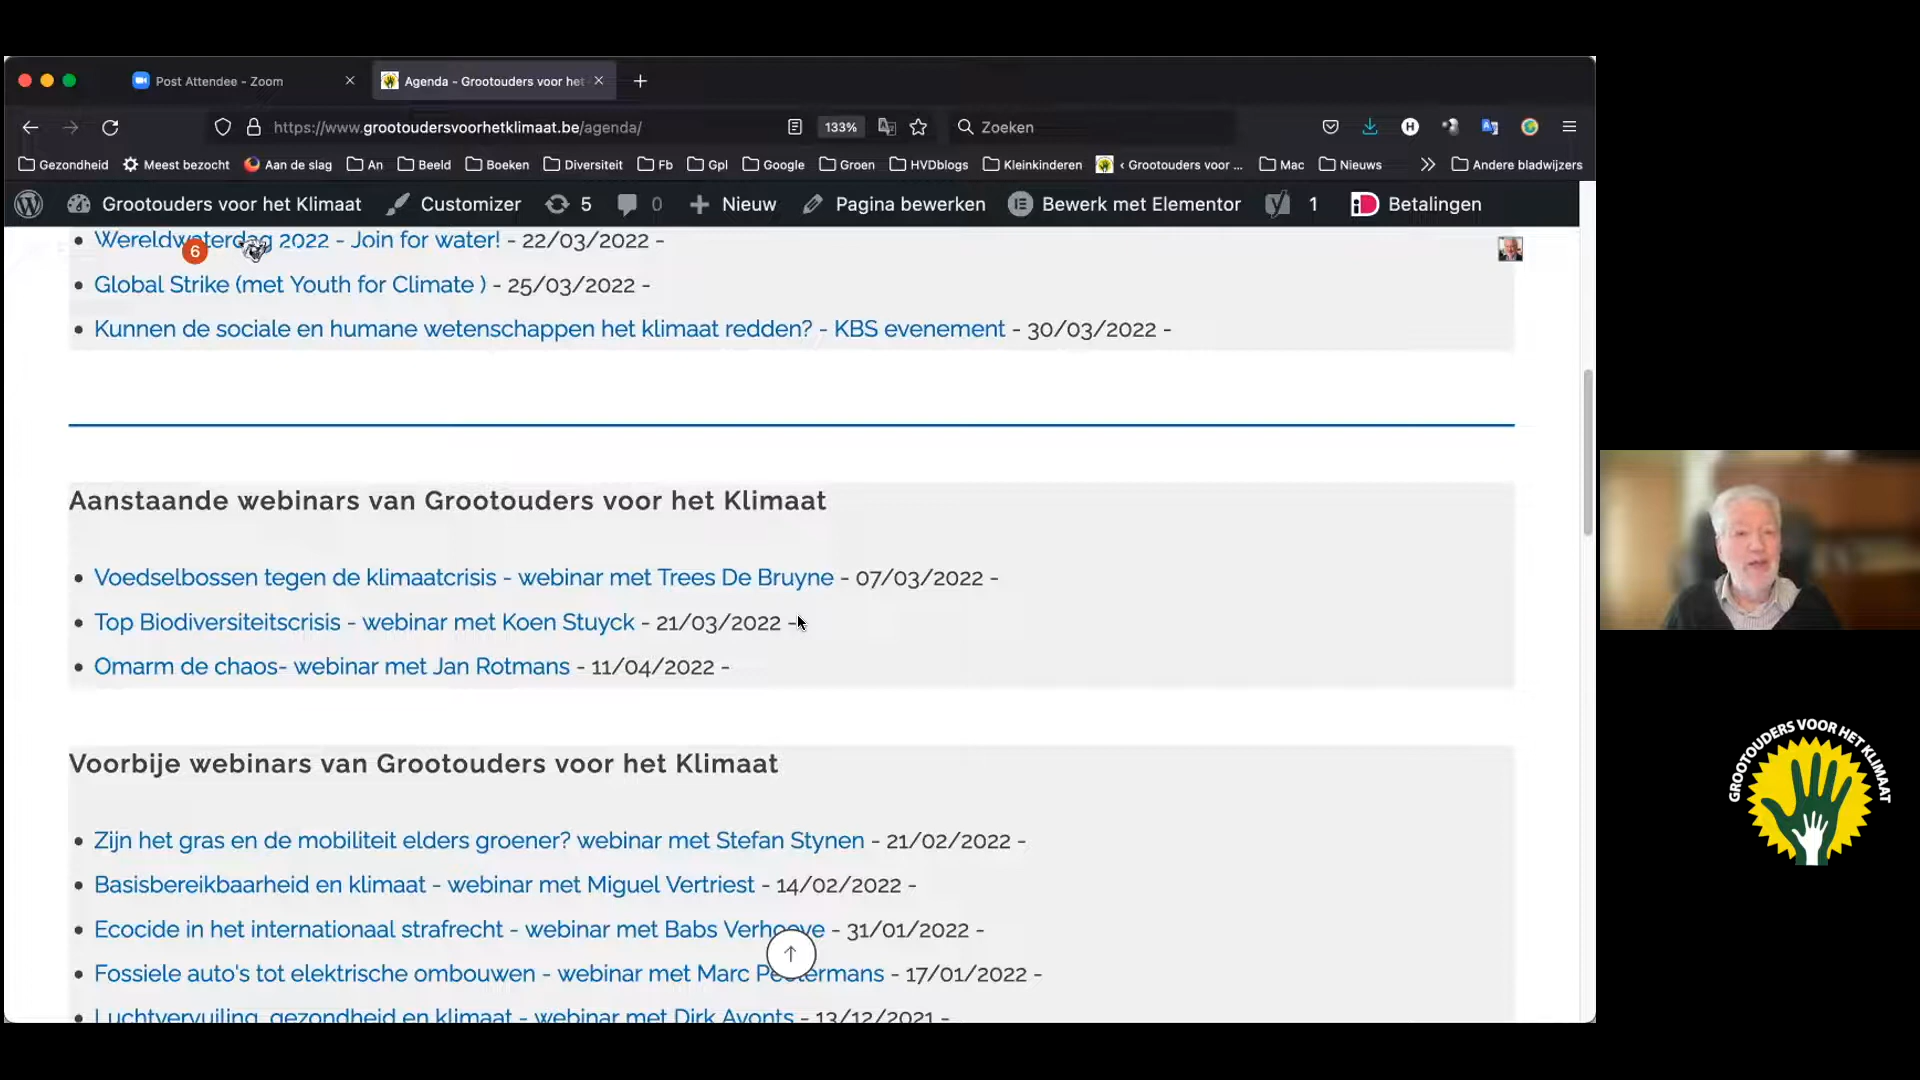 Post Attendee - Zoom
Agenda - Grootouders voor het
https://www.grootoudersvoorhetklimaat.be/agenda/
133%
Zoeken
Gezondheid
Meest bezocht
Aan de slag
An
Beeld
Boeken
Diversiteit
Fb
Gpl
Google
Groen
HVDblogs
Kleinkinderen
‹ Grootouders voor ...
Mac
Nieuws
Andere bladwijzers
Grootouders voor het Klimaat
Customizer
5
0
Nieuw
Pagina bewerken
Bewerk met Elementor
1
Betalingen
6
Wereldwaterdag 2022 - Join for water! - 22/03/2022 -
Global Strike (met Youth for Climate ) - 25/03/2022 -
Kunnen de sociale en humane wetenschappen het klimaat redden? - KBS evenement - 30/03/2022 -
Aanstaande webinars van Grootouders voor het Klimaat
Voedselbossen tegen de klimaatcrisis - webinar met Trees De Bruyne - 07/03/2022 -
Top Biodiversiteitscrisis - webinar met Koen Stuyck - 21/03/2022 -
Omarm de chaos- webinar met Jan Rotmans - 11/04/2022 -
Voorbije webinars van Grootouders voor het Klimaat
Zijn het gras en de mobiliteit elders groener? webinar met Stefan Stynen - 21/02/2022 -
Basisbereikbaarheid en klimaat - webinar met Miguel Vertriest - 14/02/2022 -
Ecocide in het internationaal strafrecht - webinar met Babs Verhoeve - 31/01/2022 -
Fossiele auto's tot elektrische ombouwen - webinar met Marc - 17/01/2022 -
Luchtvervuiling, gezondheid en klimaat - webinar met Dirk Avonts - 13/12/2021 -
GROOTOUDERS VOOR HET KLIMAAT